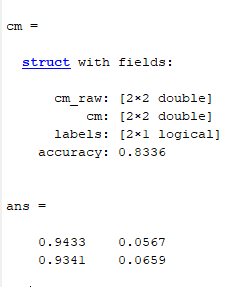 cm =
struct with fields:
cm_raw: [2×2 double]
cm: [2×2 double]
labels: [2×1 logical]
accuracy: 0.8336
ans =
0.9433 0.0567
0.9341 0.0659